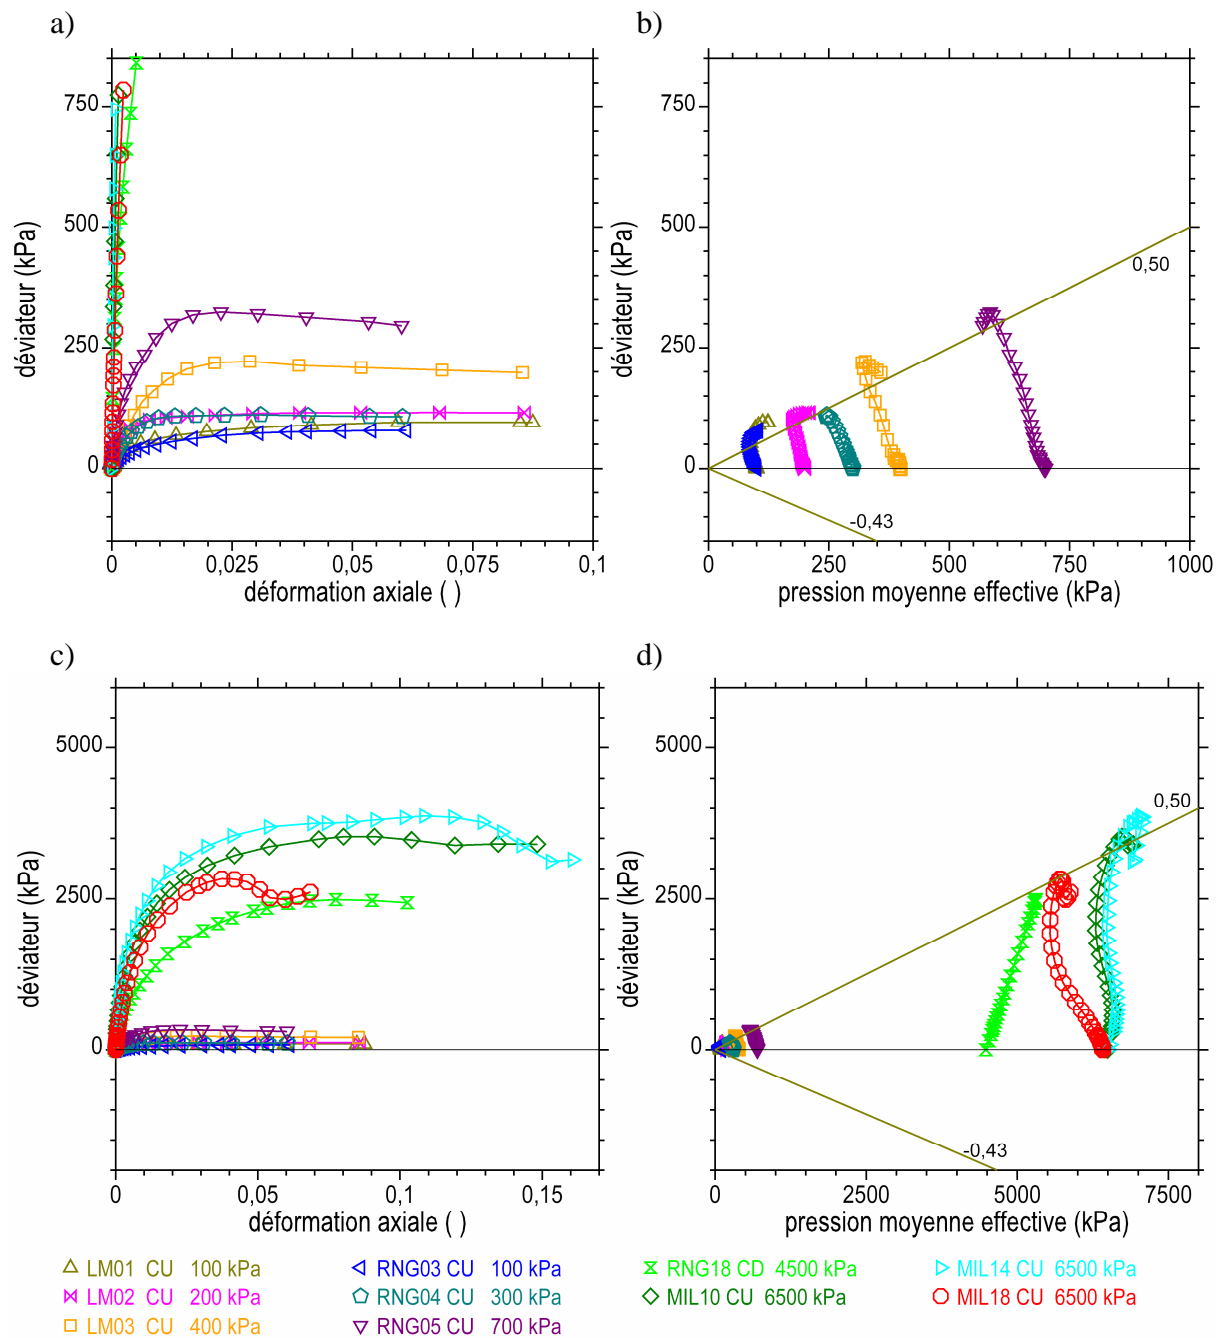 a)
b)
déviateur (kPa)
750
500
250
0
0
0,025
0,05
0,075
0,1
déformation axiale ( )
déviateur (kPa)
750
500
250
0
0,50
-0,43
0
250
500
750
1000
pression moyenne effective (kPa)
c)
d)
déviateur (kPa)
5000
2500
0
0
0,05
0,1
0,15
déformation axiale ( )
déviateur (kPa)
5000
2500
0
0,50
-0,43
0
2500
5000
7500
pression moyenne effective (kPa)
LM01 CU 100 kPa
LM02 CU 200 kPa
LM03 CU 400 kPa
RNG03 CU 100 kPa
RNG04 CU 300 kPa
RNG05 CU 700 kPa
RNG18 CD 4500 kPa
MIL10 CU 6500 kPa
MIL14 CU 6500 kPa
MIL18 CU 6500 kPa